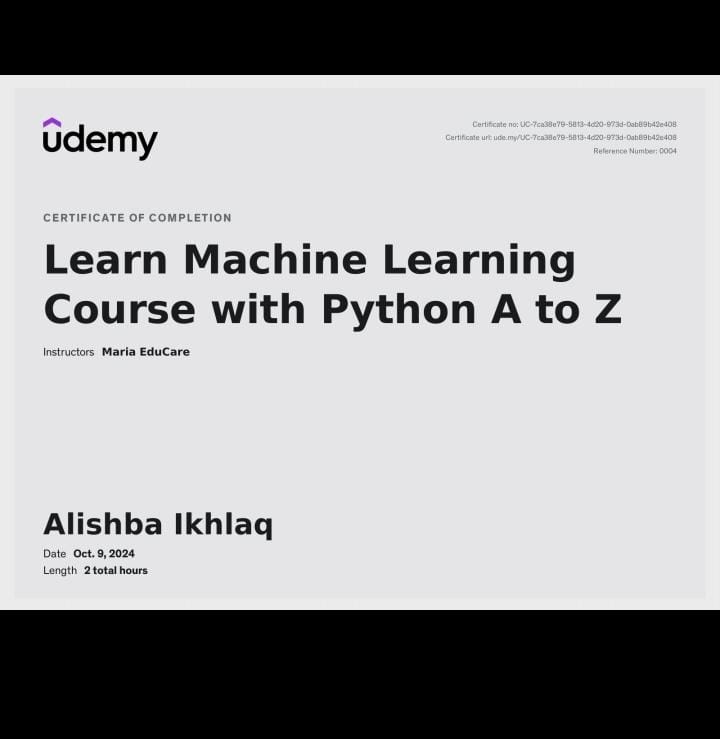 udemy
Certificate no: UC-7ca38e79-5813-4d20-973d-0ab89b42e408
Certificate url: ude.my/UC-7ca38e79-5813-4d20-973d-0ab89b42e408
Reference Number: 0004
CERTIFICATE OF COMPLETION
Learn Machine Learning
Course with Python A to Z
Instructors Maria EduCare
Alishba Ikhlaq
Date Oct. 9, 2024
Length 2 total hours